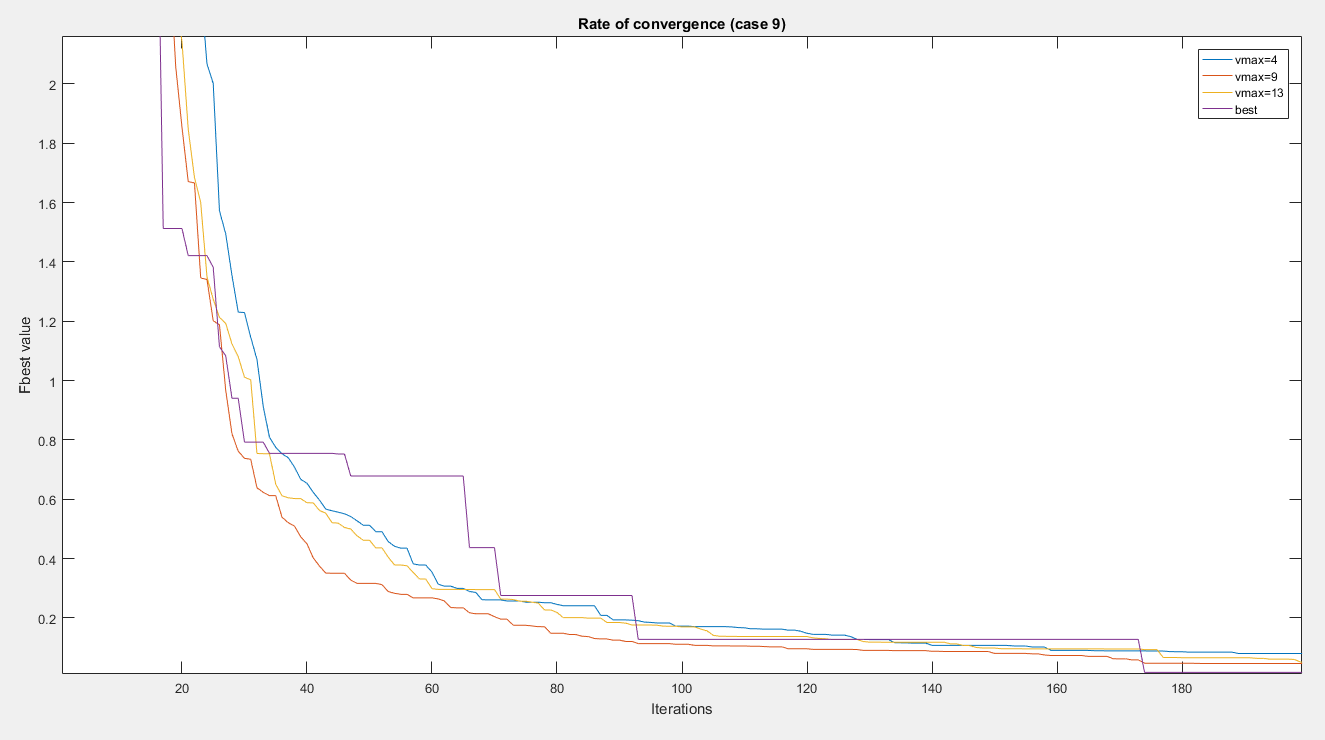 Rate of convergence (case 9)
vmax=4
vmax=9
vmax=13
best
Fbest value
2
1.8
1.6
1.4
1.2
1
0.8
0.6
0.4
0.2
20 40 60 80 100 120 140 160 180
Iterations